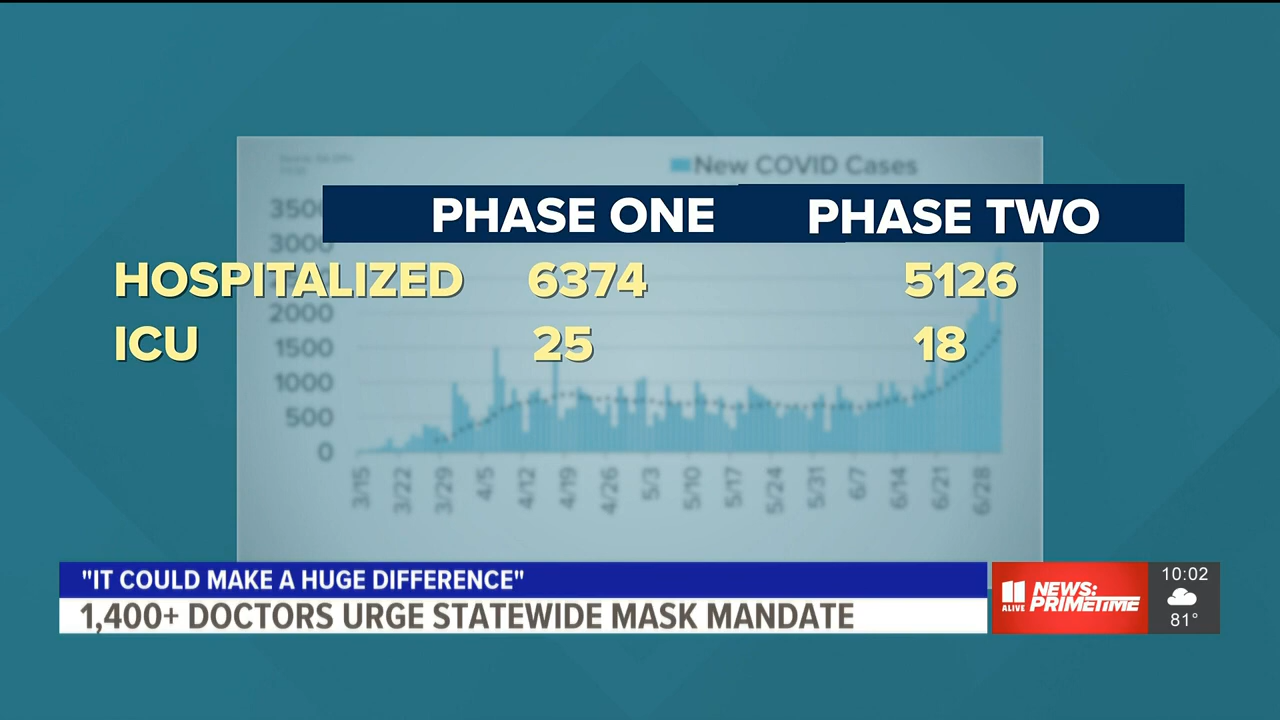 New COVID Cases
PHASE ONE PHASE TWO
HOSPITALIZED 6374 5126
ICU 25 18
3000
2000
1500
1000
500
0
3/15 3/22 3/29 4/5 4/12 4/19 4/26 5/3 5/10 5/17 5/24 5/31 6/7 6/14 6/21 6/28
"IT COULD MAKE A HUGE DIFFERENCE"
1,400+ DOCTORS URGE STATEWIDE MASK MANDATE
11 ALIVE NEWS: PRIMETIME
10:02
81°